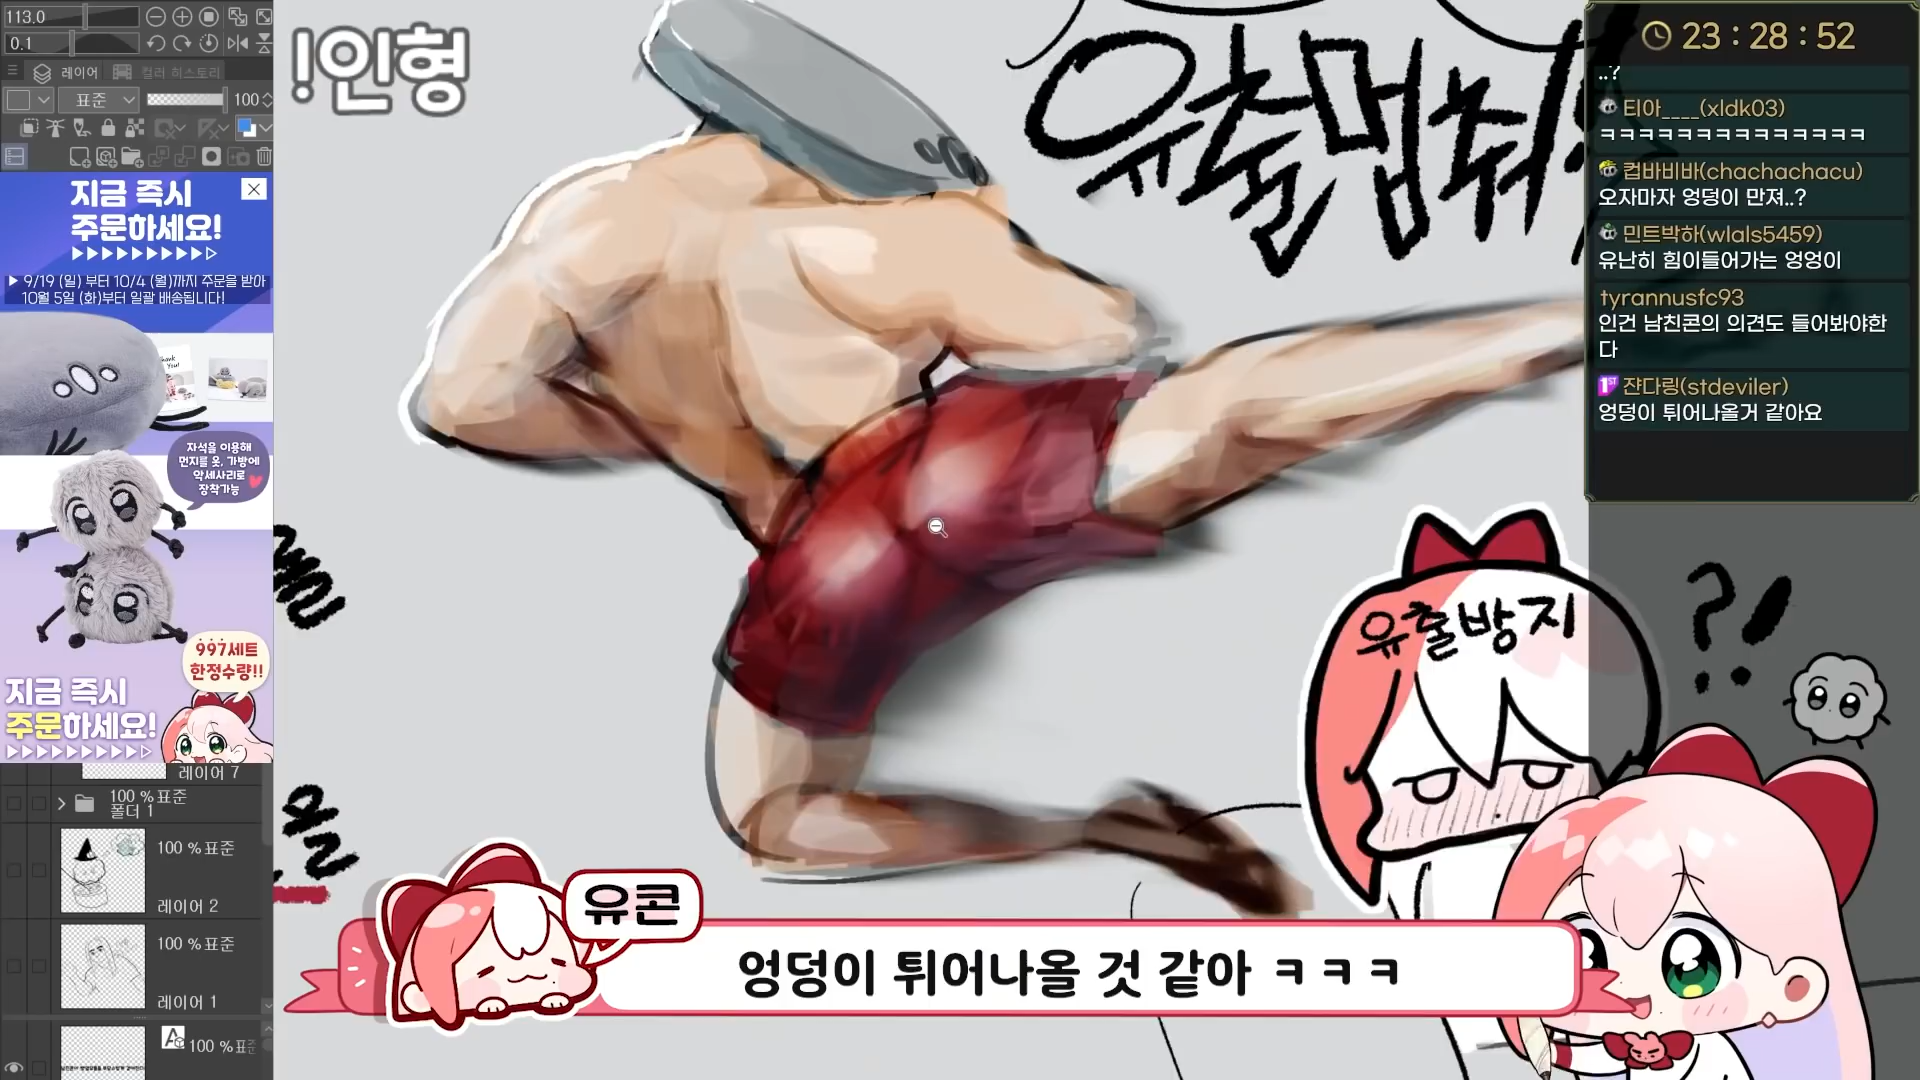 113.0
0.1
레이어
컬러 히스토리
표준
100
지금 즉시
주문하세요!
9/19 (일) 부터 10/4 (월)까지 주문을 받아
10월 5일 (화)부터 일괄 배송됩니다!
Thank
You!
자석을 이용해
먼지를 옷, 가방에
악세사리로
장착가능
997세트
한정수량!!
지금 즉시
주문하세요!
레이어 7
100 % 표준
폴더 1
100 % 표준
레이어 2
100 % 표준
레이어 1
100 % 표준
!인형
유출멈춰
유출방지
?!
유콘
엉덩이 튀어나올 것 같아 ㅋㅋㅋ
23 : 28 : 52
..?
티아____(xldk03)
ㅋㅋㅋㅋㅋㅋㅋㅋㅋㅋㅋㅋㅋㅋ
컵바비바(chachachacu)
오자마자 엉덩이 만져..?
민트박하(wlals5459)
유난히 힘이들어가는 엉엉이
tyrannusfc93
인건 남친콘의 의견도 들어봐야한
다
1ST 쟌다링(stdeviler)
엉덩이 튀어나올거 같아요